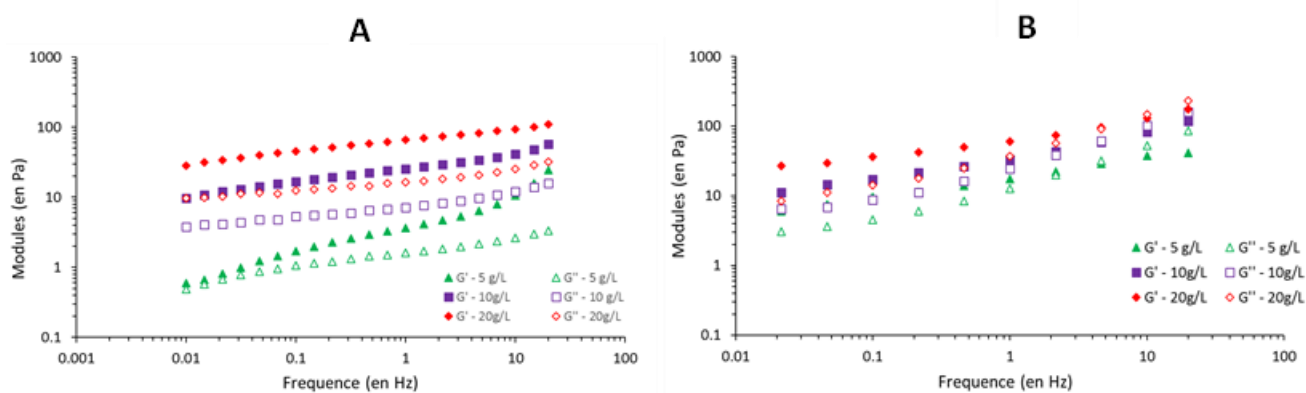 A
Modules (en Pa)
1000
100
10
1
0.1
0.001
0.01
0.1
1
10
100
Frequence (en Hz)
G' - 5 g/L
G'' - 5 g/L
G' - 10g/L
G'' - 10 g/L
G' - 20g/L
G'' - 20g/L
B
Modules (en Pa)
1000
100
10
1
0.1
0.01
0.1
1
10
100
Frequence (en Hz)
G' - 5 g/L
G'' - 5 g/L
G' - 10g/L
G'' - 10g/L
G' - 20g/L
G'' - 20g/L